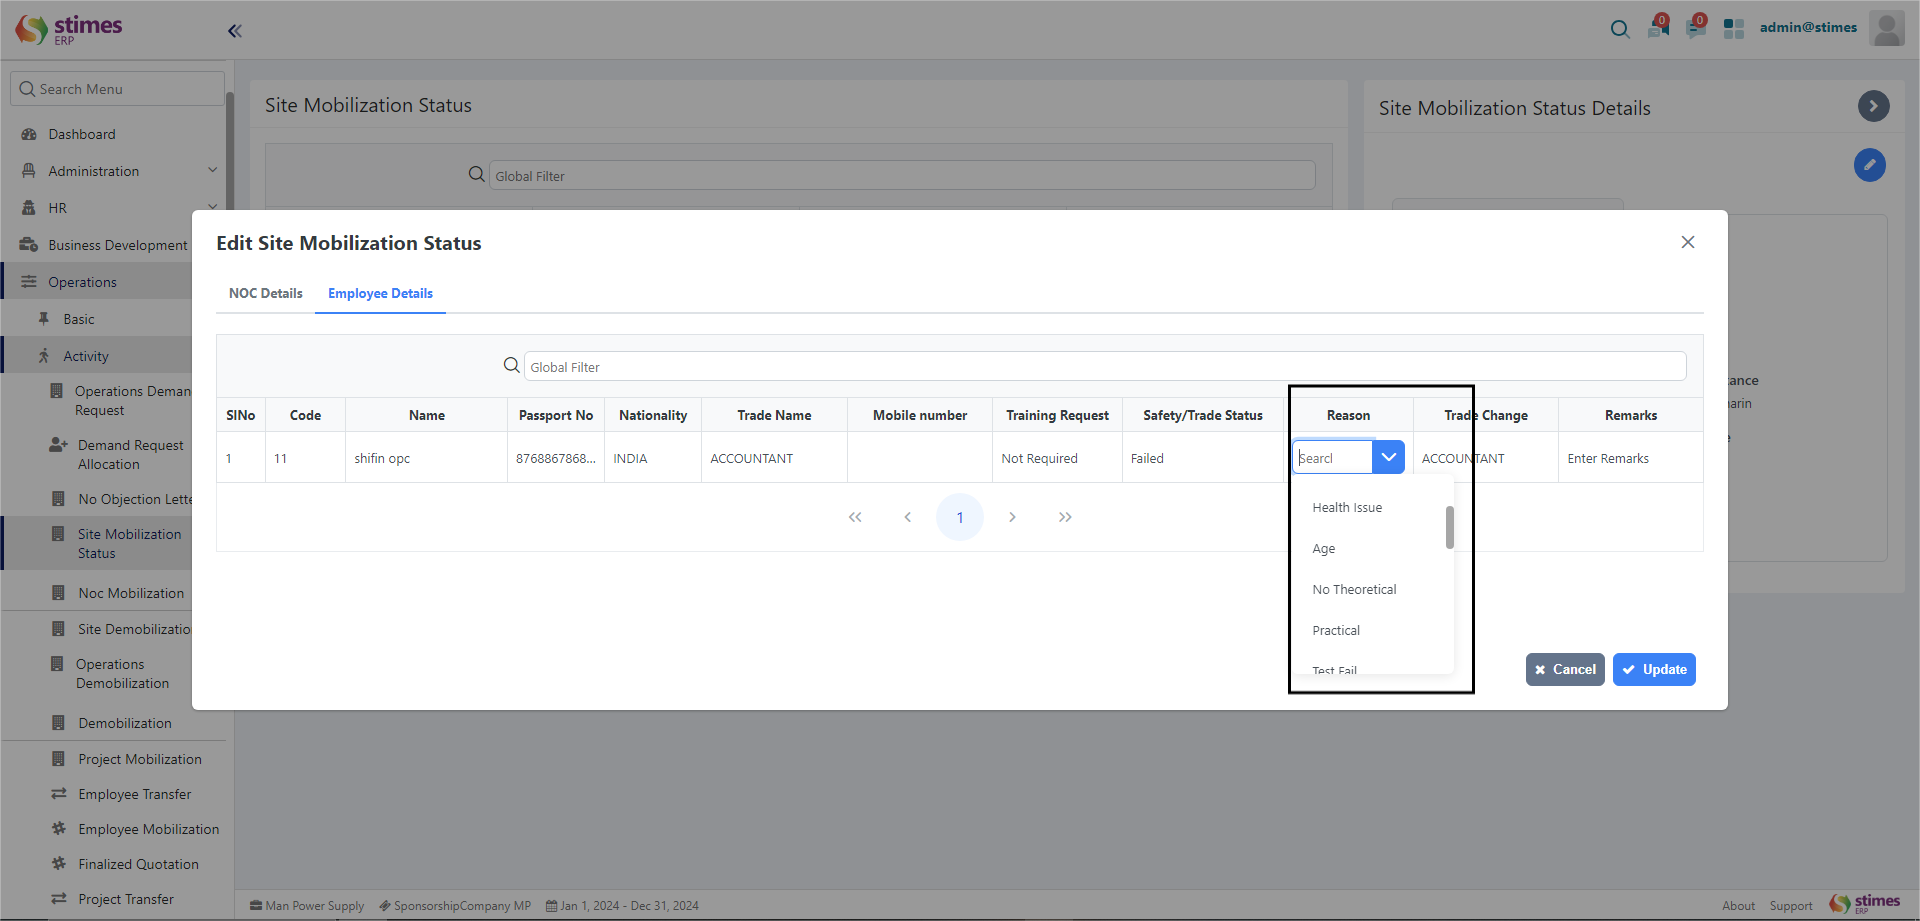 stimes
ERP
0
0
admin@stimes
Search Menu
Dashboard
Administration
HR
Business Development
Operations
Basic
Activity
Operations Deman
Request
Demand Request
Allocation
No Objection Lette
Site Mobilization
Status
Noc Mobilization
Site Demobilizatio
Operations
Demobilization
Demobilization
Project Mobilization
Employee Transfer
Employee Mobilization
Finalized Quotation
Project Transfer
Site Mobilization Status
Global Filter
Site Mobilization Status Details
Edit Site Mobilization Status
NOC Details Employee Details
Global Filter
SlNo Code Name Passport No Nationality Trade Name Mobile number Training Request Safety/Trade Status Reason Trade Change Remarks
1 11 shifin opc 8768867868... INDIA ACCOUNTANT Not Required Failed Searcl ACCOUNTANT Enter Remarks
1
Health Issue
Age
No Theoretical
Practical
Test Fail
Cancel Update
tance
narin
e
Man Power Supply SponsorshipCompany MP Jan 1, 2024 - Dec 31, 2024
About Support stimes
ERP